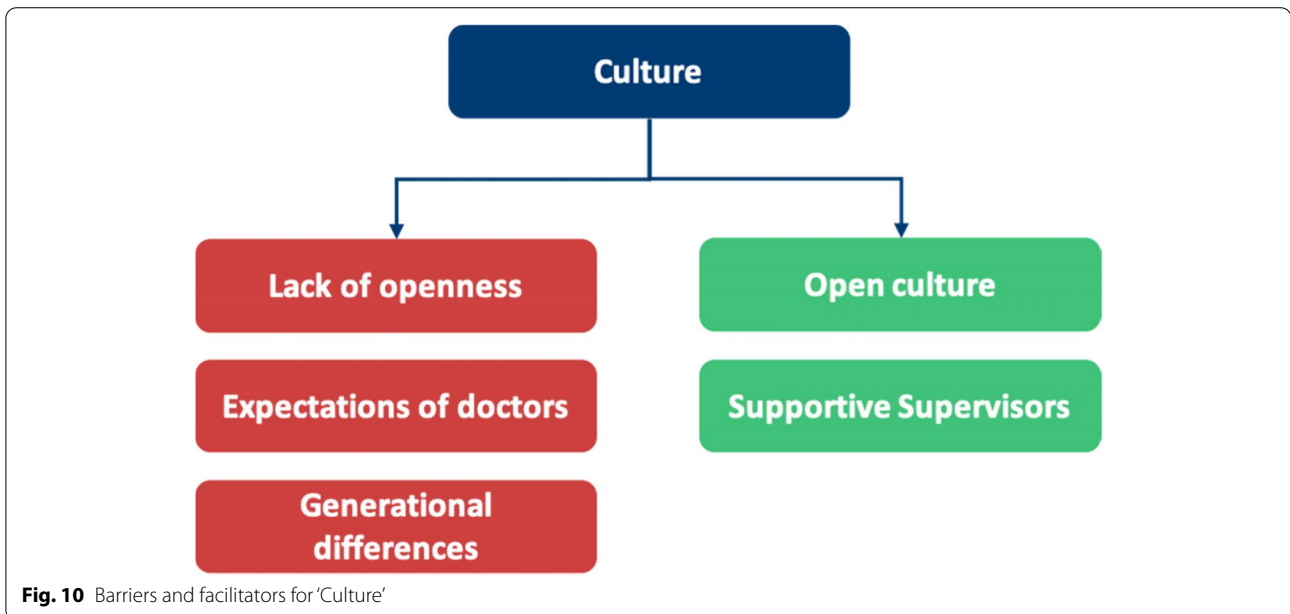 Culture
Lack of openness
Open culture
Expectations of doctors
Supportive Supervisors
Generational
differences
Fig. 10 Barriers and facilitators for ‘Culture’